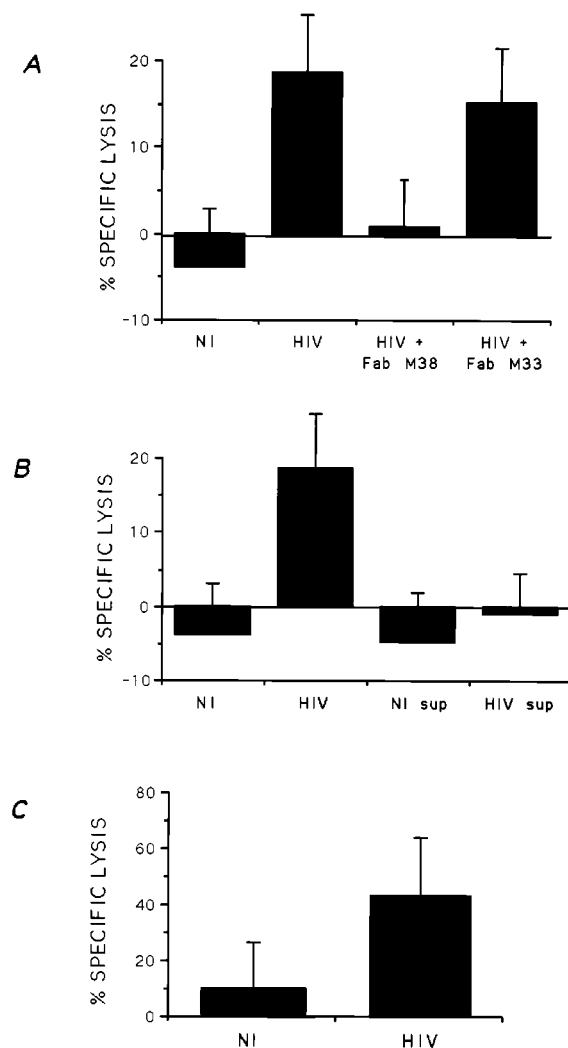 A
% SPECIFIC LYSIS
20
10
0
-10
NI
HIV
HIV +
Fab M38
HIV +
Fab M33
B
% SPECIFIC LYSIS
20
10
0
-10
NI
HIV
NI sup
HIV sup
C
% SPECIFIC LYSIS
80
60
40
20
0
NI
HIV